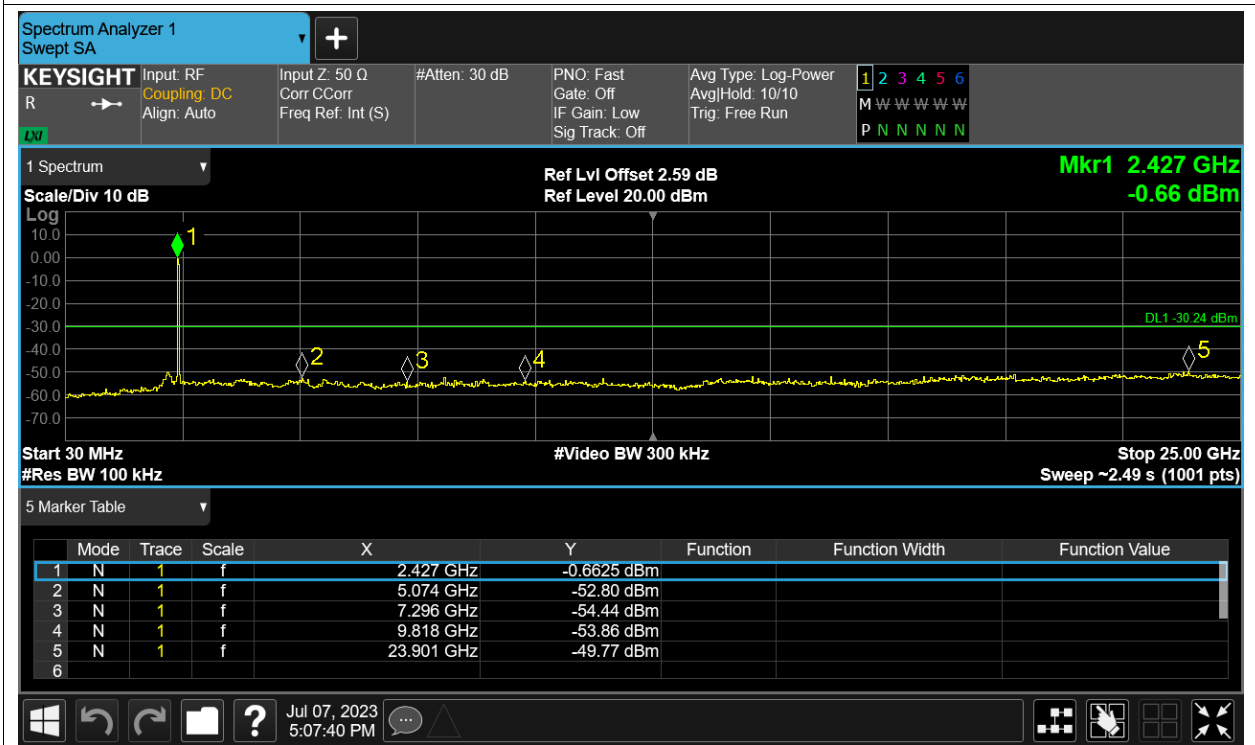 Spectrum Analyzer 1
Swept SA
KEYSIGHT Input: RF Input Z: 50 Ω #Atten: 30 dB PNO: Fast Avg Type: Log-Power 1 2 3 4 5 6
R Coupling: DC Corr CCorr Gate: Off Avg|Hold: 10/10 M W W W W W
Align: Auto Freq Ref: Int (S) IF Gain: Low Trig: Free Run
LXI Sig Track: Off P N N N N N
1 Spectrum Ref Lvl Offset 2.59 dB Mkr1 2.427 GHz
Scale/Div 10 dB Ref Level 20.00 dBm -0.66 dBm
Log
10.0
1
0.00
-10.0
-20.0
DL1 -30.24 dBm
-30.0
-40.0
2 3 4 5
-50.0
-60.0
-70.0
Start 30 MHz #Video BW 300 kHz Stop 25.00 GHz
#Res BW 100 kHz Sweep ~2.49 s (1001 pts)
5 Marker Table
Mode Trace Scale X Y Function Function Width Function Value
1 N 1 f 2.427 GHz -0.6625 dBm
2 N 1 f 5.074 GHz -52.80 dBm
3 N 1 f 7.296 GHz -54.44 dBm
4 N 1 f 9.818 GHz -53.86 dBm
5 N 1 f 23.901 GHz -49.77 dBm
6
? Jul 07, 2023
5:07:40 PM